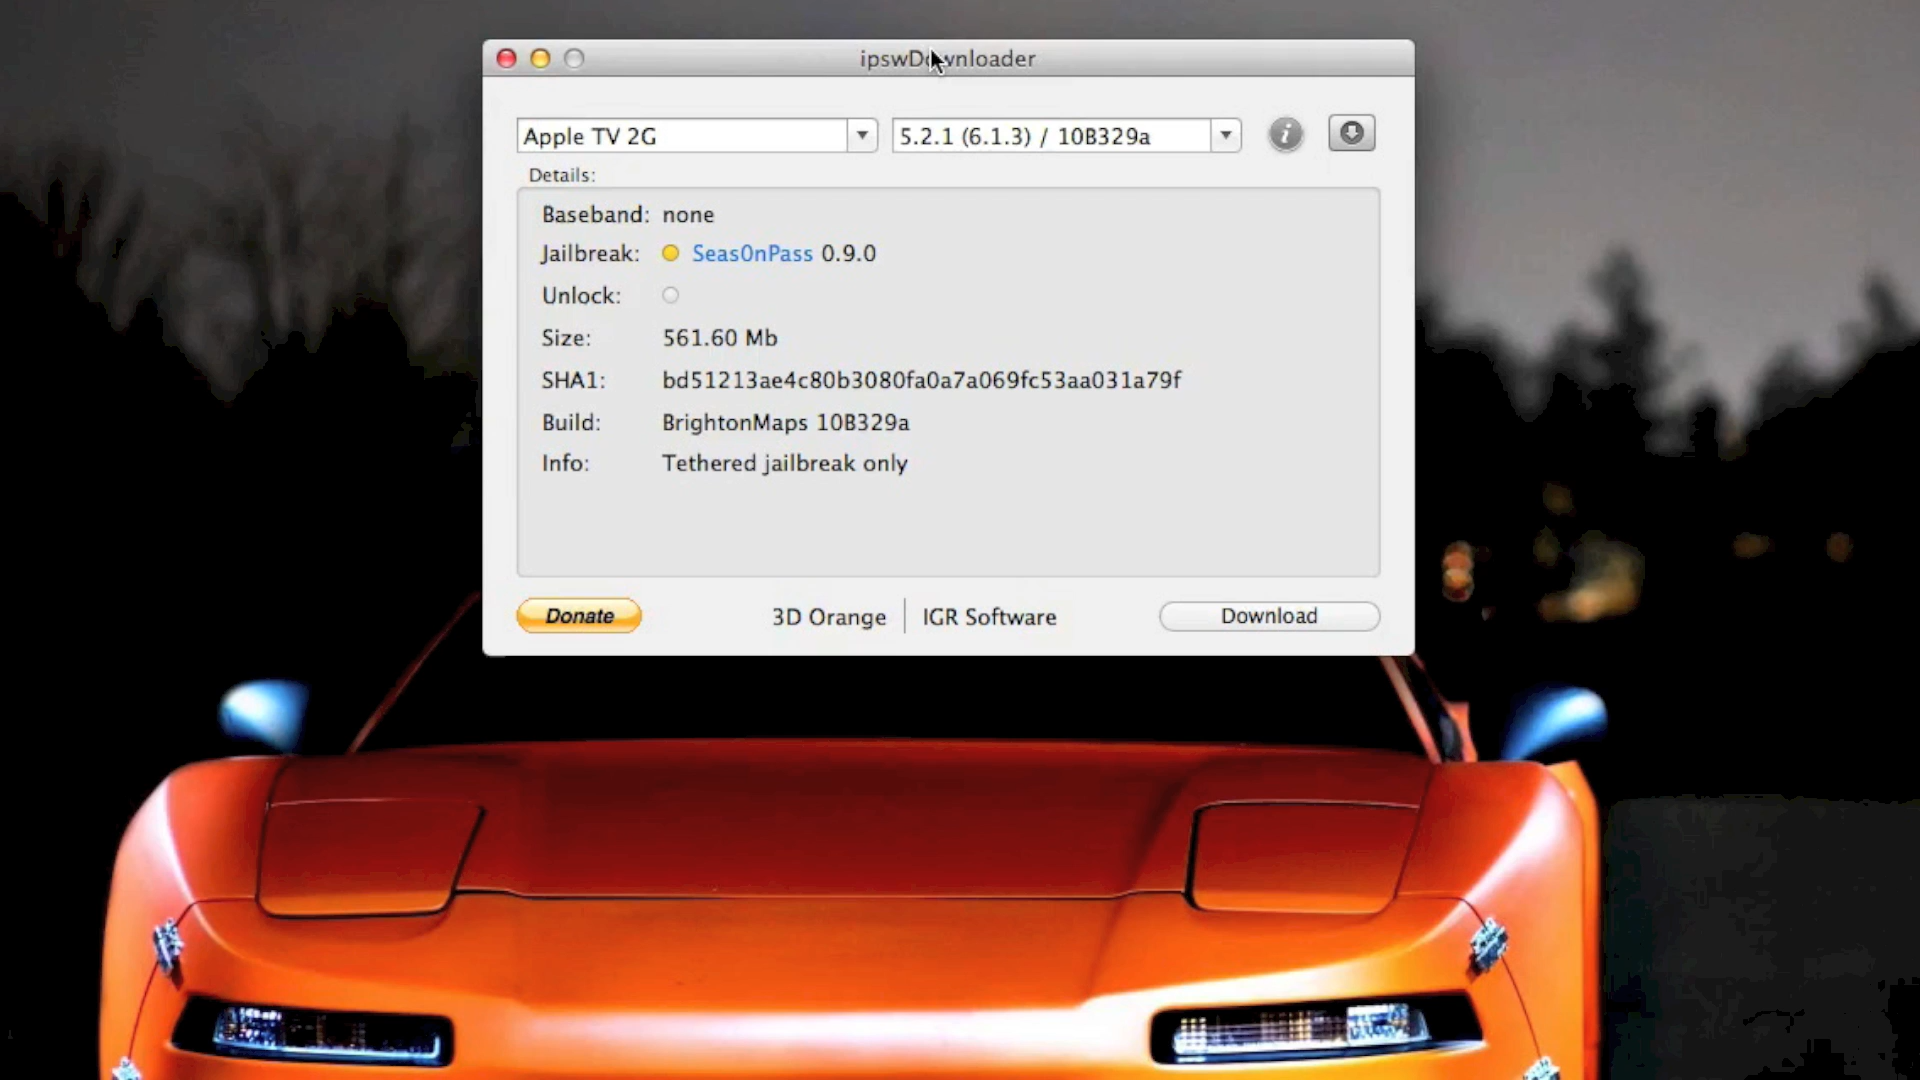 ipswDownloader
Apple TV 2G
5.2.1 (6.1.3) / 10B329a
Details:
Baseband: none
Jailbreak: Seas0nPass 0.9.0
Unlock:
Size: 561.60 Mb
SHA1: bd51213ae4c80b3080fa0a7a069fc53aa031a79f
Build: BrightonMaps 10B329a
Info: Tethered jailbreak only
Donate
3D Orange
IGR Software
Download